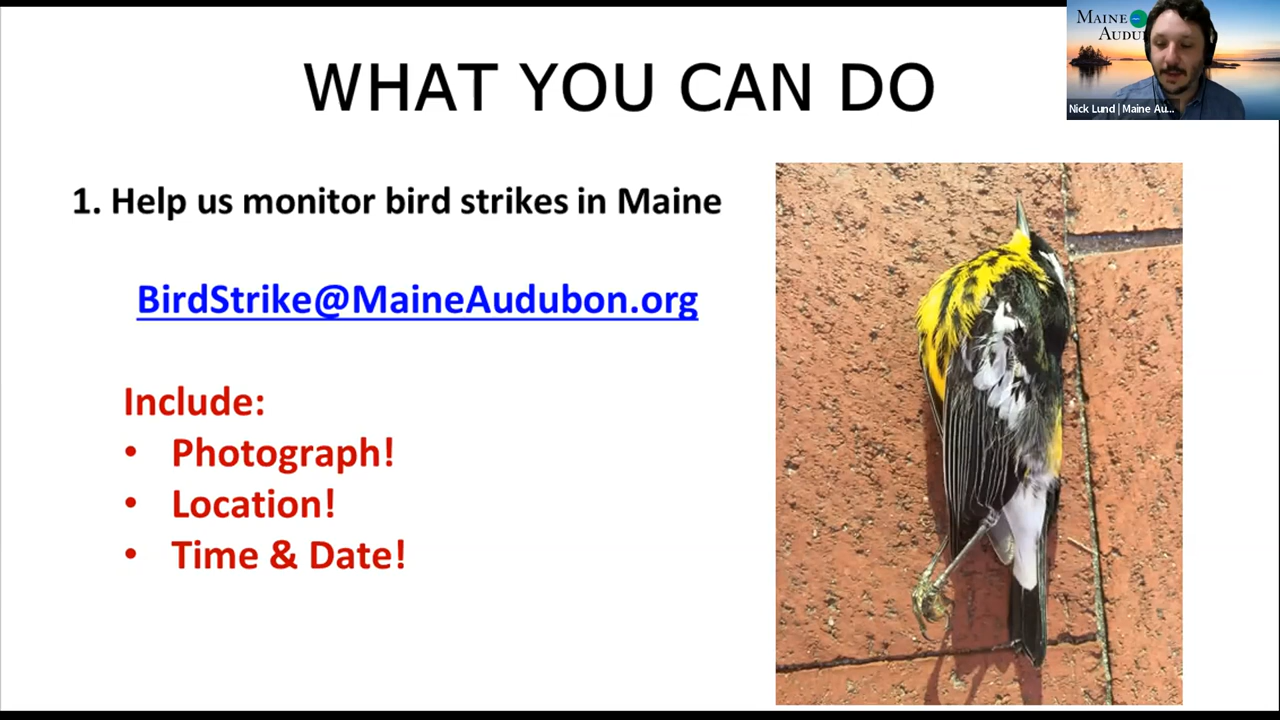 WHAT YOU CAN DO
MAINE
AUDU
Nick Lund | Maine Au...
1. Help us monitor bird strikes in Maine
BirdStrike@MaineAudubon.org
Include:
• Photograph!
• Location!
• Time & Date!